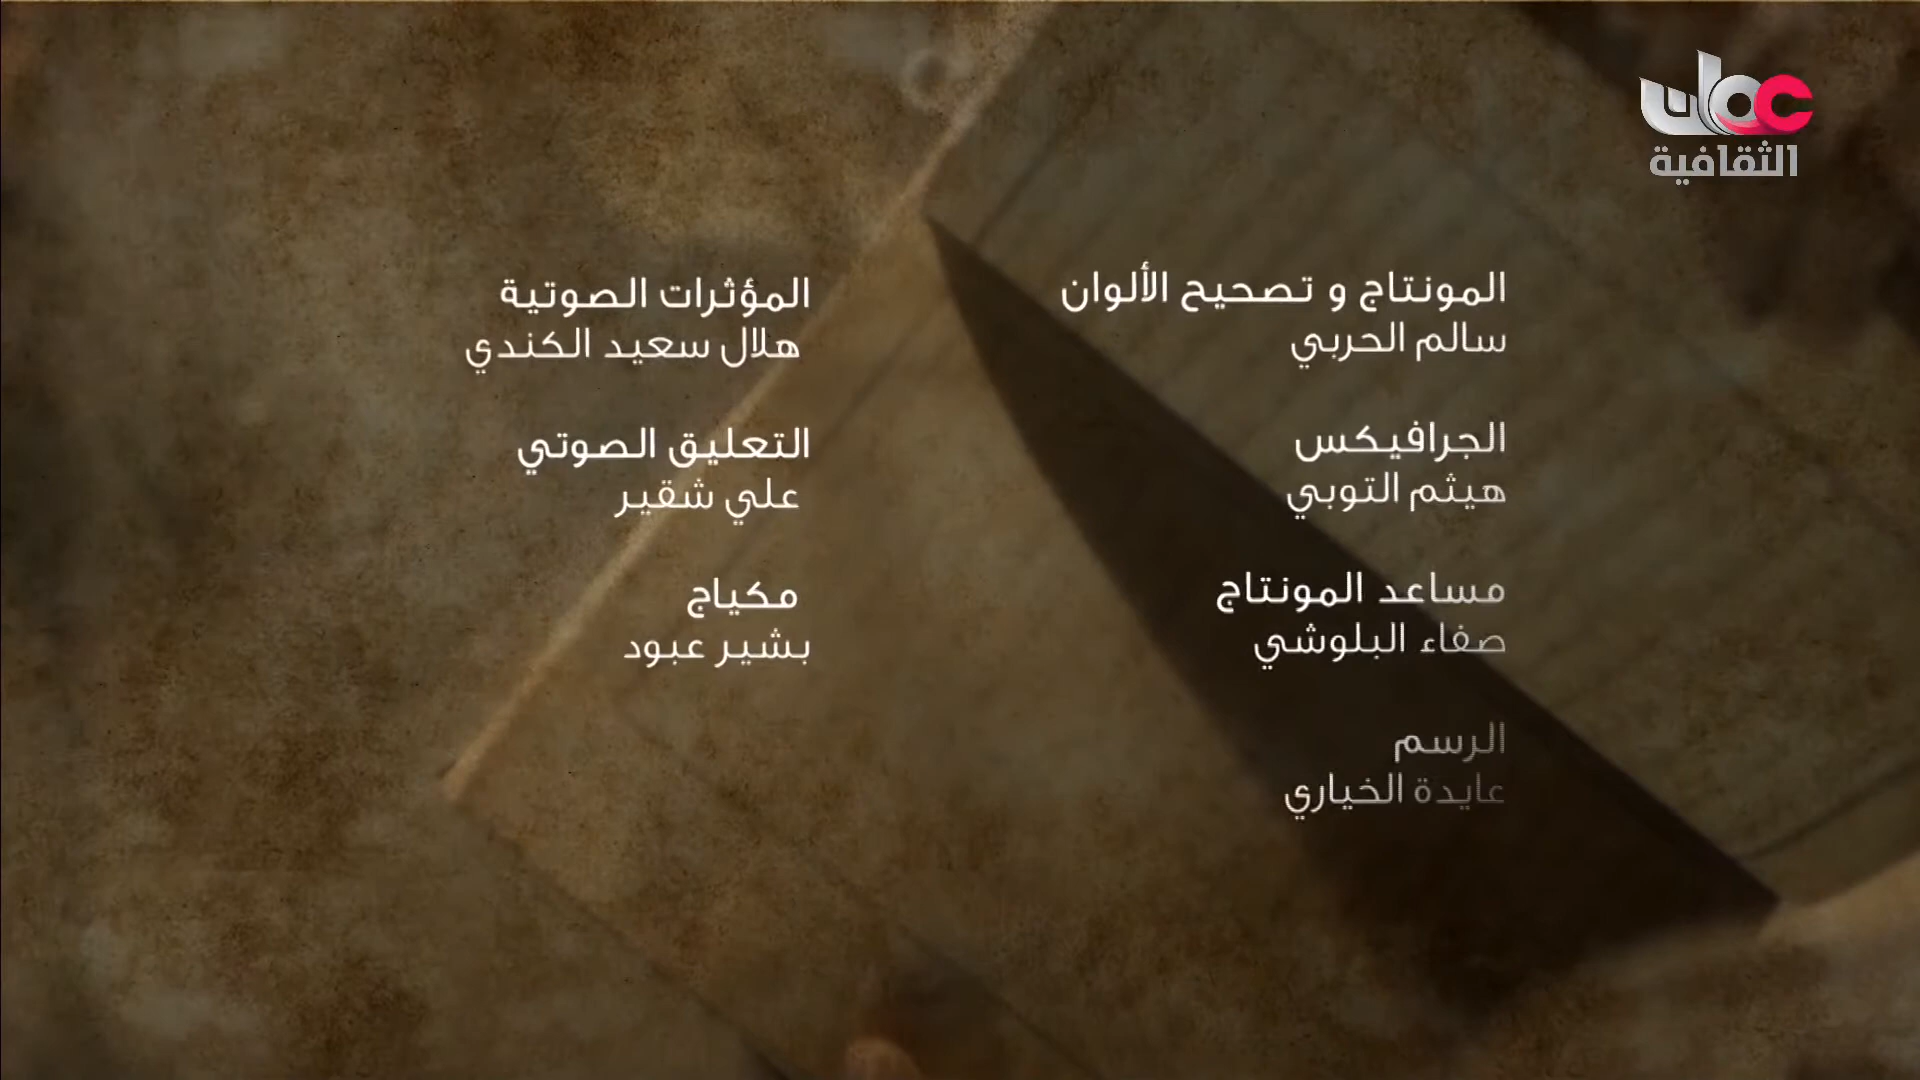 عمان
الثقافية
المونتاج و تصحيح الألوان
سالم الحربي
الجرافيكس
هيثم التوبي
مساعد المونتاج
صفاء البلوشي
الرسم
عايدة الخياري
المؤثرات الصوتية
هلال سعيد الكندي
التعليق الصوتي
علي شقير
مكياج
بشير عبود